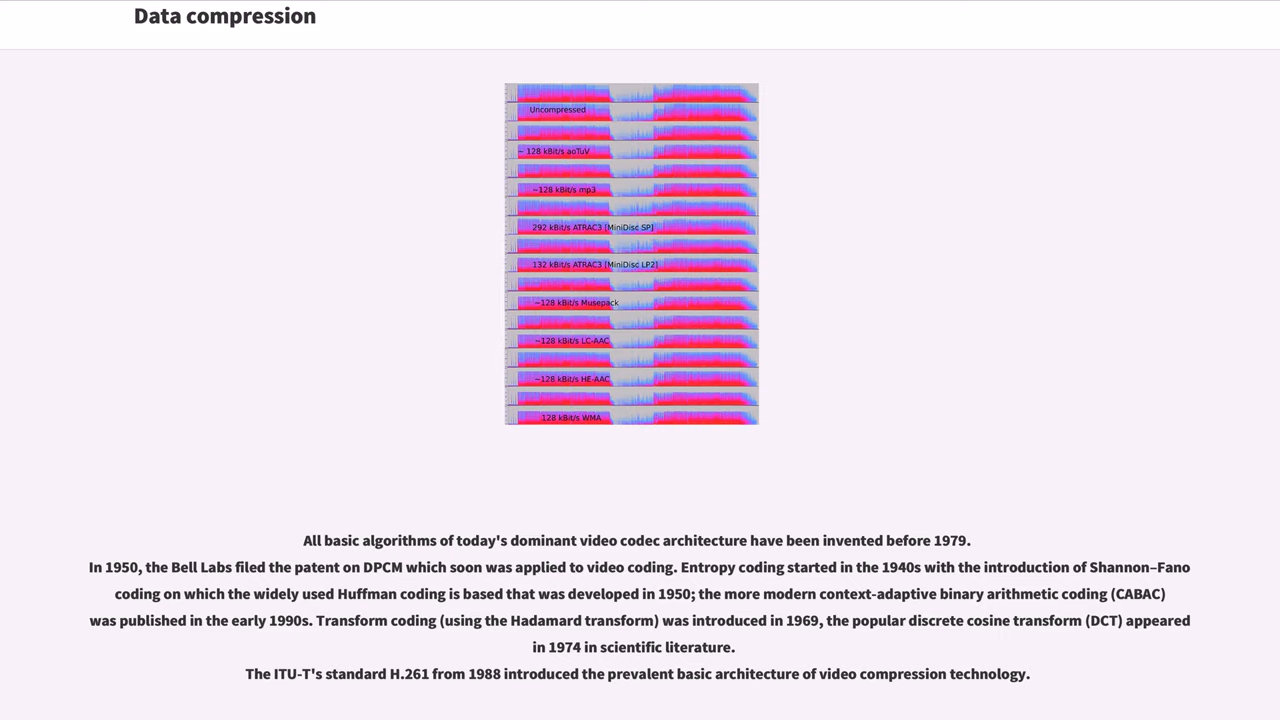 Data compression
Uncompressed
~ 128 kBit/s aoTuV
~128 kBit/s mp3
292 kBit/s ATRAC3 [MiniDisc SP]
132 kBit/s ATRAC3 [MiniDisc LP2]
~128 kBit/s Musepack
~128 kBit/s LC-AAC
~128 kBit/s HE-AAC
128 kBit/s WMA
All basic algorithms of today's dominant video codec architecture have been invented before 1979.
In 1950, the Bell Labs filed the patent on DPCM which soon was applied to video coding. Entropy coding started in the 1940s with the introduction of Shannon–Fano
coding on which the widely used Huffman coding is based that was developed in 1950; the more modern context-adaptive binary arithmetic coding (CABAC)
was published in the early 1990s. Transform coding (using the Hadamard transform) was introduced in 1969, the popular discrete cosine transform (DCT) appeared
in 1974 in scientific literature.
The ITU-T's standard H.261 from 1988 introduced the prevalent basic architecture of video compression technology.